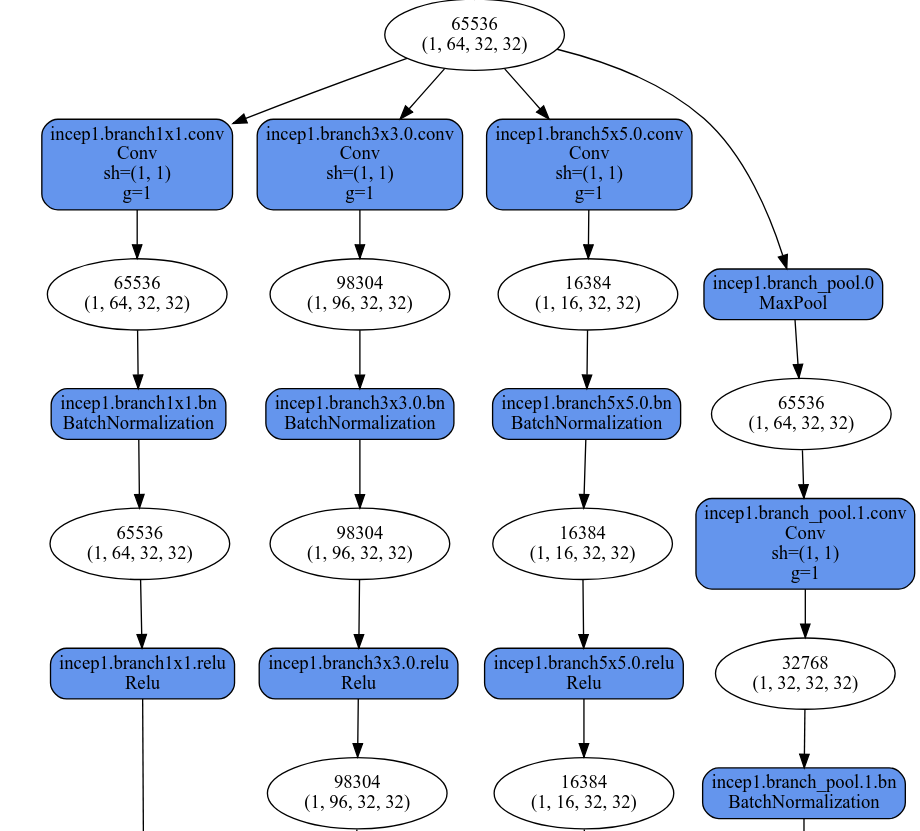 65536
(1, 64, 32, 32)
incep1.branch1x1.conv
Conv
sh=(1, 1)
g=1
incep1.branch3x3.0.conv
Conv
sh=(1, 1)
g=1
incep1.branch5x5.0.conv
Conv
sh=(1, 1)
g=1
65536
(1, 64, 32, 32)
98304
(1, 96, 32, 32)
16384
(1, 16, 32, 32)
incep1.branch_pool.0
MaxPool
incep1.branch1x1.bn
BatchNormalization
incep1.branch3x3.0.bn
BatchNormalization
incep1.branch5x5.0.bn
BatchNormalization
65536
(1, 64, 32, 32)
65536
(1, 64, 32, 32)
98304
(1, 96, 32, 32)
16384
(1, 16, 32, 32)
incep1.branch_pool.1.conv
Conv
sh=(1, 1)
g=1
incep1.branch1x1.relu
Relu
incep1.branch3x3.0.relu
Relu
incep1.branch5x5.0.relu
Relu
32768
(1, 32, 32, 32)
98304
(1, 96, 32, 32)
16384
(1, 16, 32, 32)
incep1.branch_pool.1.bn
BatchNormalization